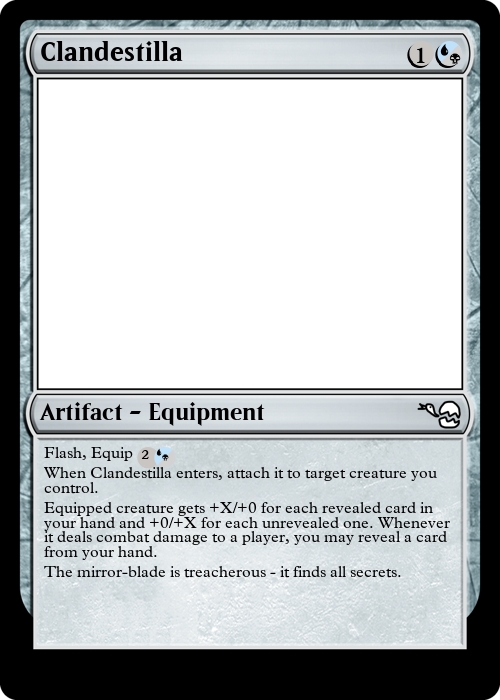 Clandestilla 1
Artifact – Equipment
Flash, Equip 2
When Clandestilla enters, attach it to target creature you
control.
Equipped creature gets +X/+0 for each revealed card in
your hand and +0/+X for each unrevealed one. Whenever
it deals combat damage to a player, you may reveal a card
from your hand.
The mirror-blade is treacherous - it finds all secrets.